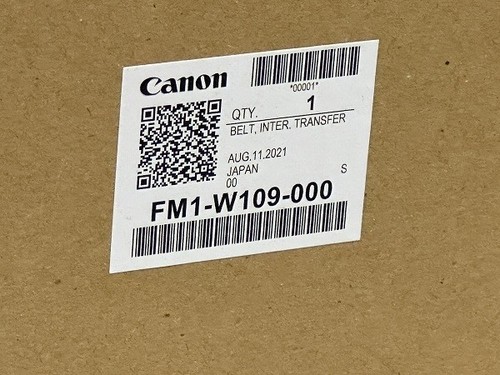 Canon
*00001*
QTY. 1
BELT, INTER. TRANSFER
AUG.11.2021
JAPAN S
00
FM1-W109-000